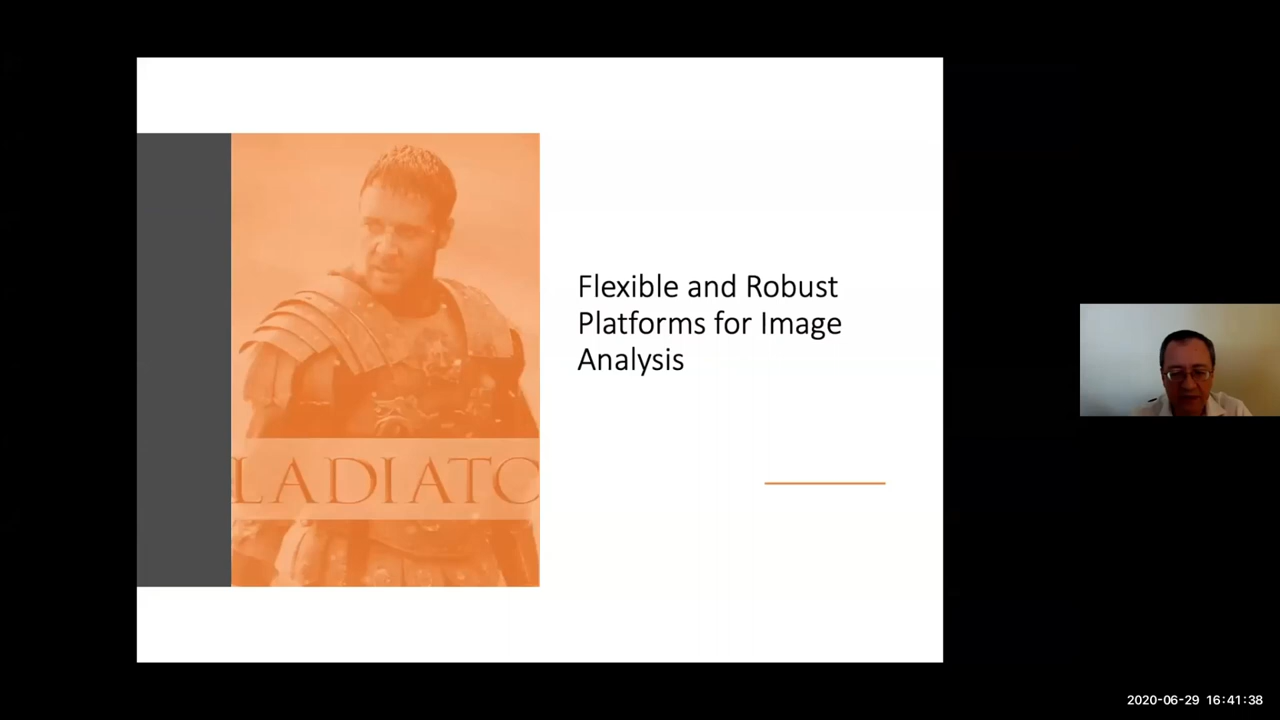 Flexible and Robust
Platforms for Image
Analysis
LADIATO
2020-06-29 16:41:38